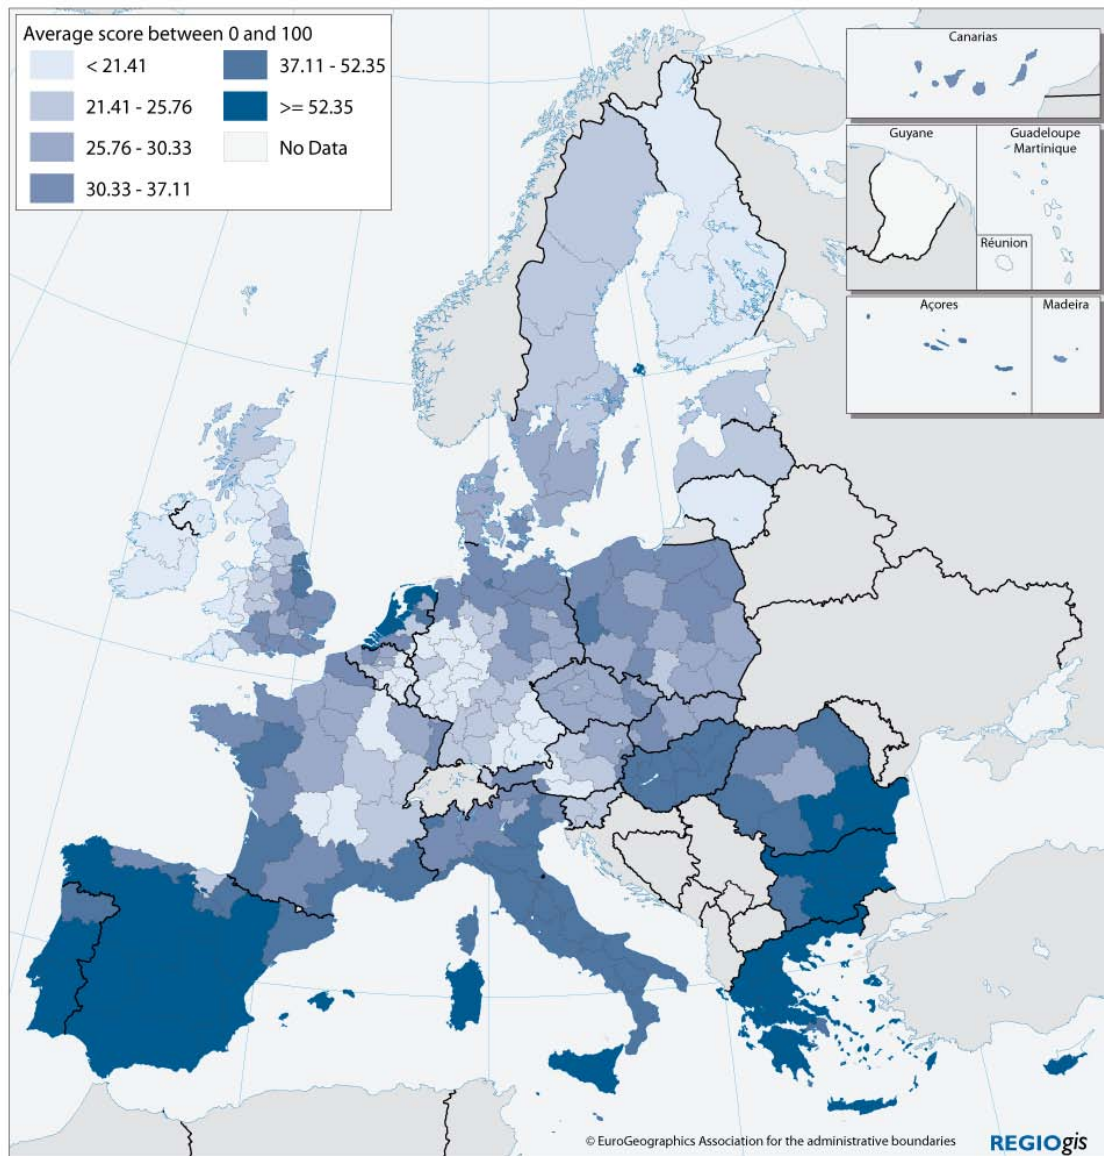 Average score between 0 and 100
< 21.41
21.41 - 25.76
25.76 - 30.33
30.33 - 37.11
37.11 - 52.35
>= 52.35
No Data
Canarias
Guyane
Guadeloupe
Martinique
Réunion
Açores
Madeira
© EuroGeographics Association for the administrative boundaries
REGIOgis